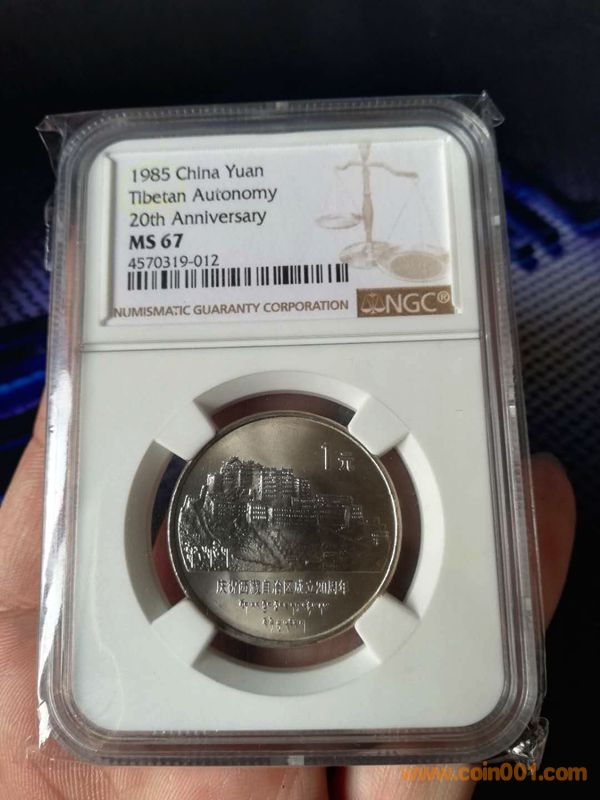 1985 China Yuan
Tibetan Autonomy
20th Anniversary
MS 67
4570319-012
NUMISMATIC GUARANTY CORPORATION NGC®
1元
庆祝西藏自治区成立20周年
www.coin001.com